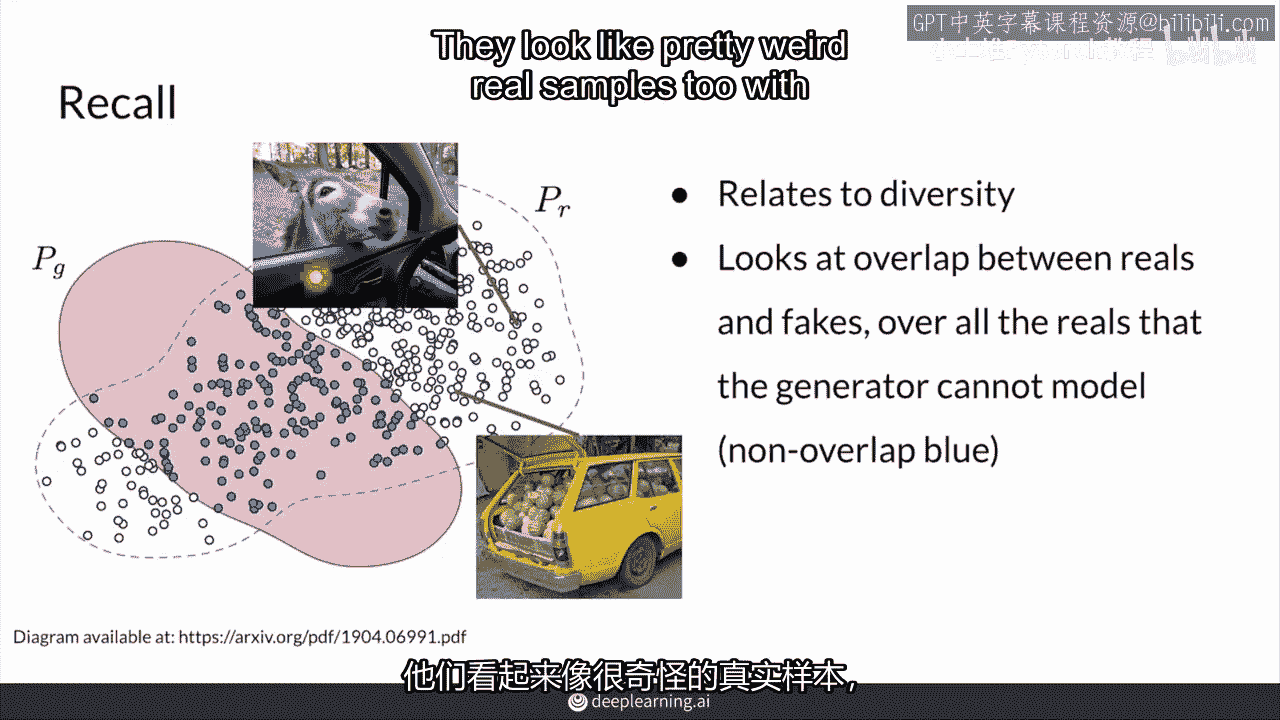 GPT中英字幕课程资源@bilibili.com
They look like pretty weird
real samples too with
Recall
P_r
P_g
● Relates to diversity
● Looks at overlap between reals
and fakes, over all the reals that
the generator cannot model
(non-overlap blue)
Diagram available at: https://arxiv.org/pdf/1904.06991.pdf
他们看起来像很奇怪的真实样本，
deeplearning.ai